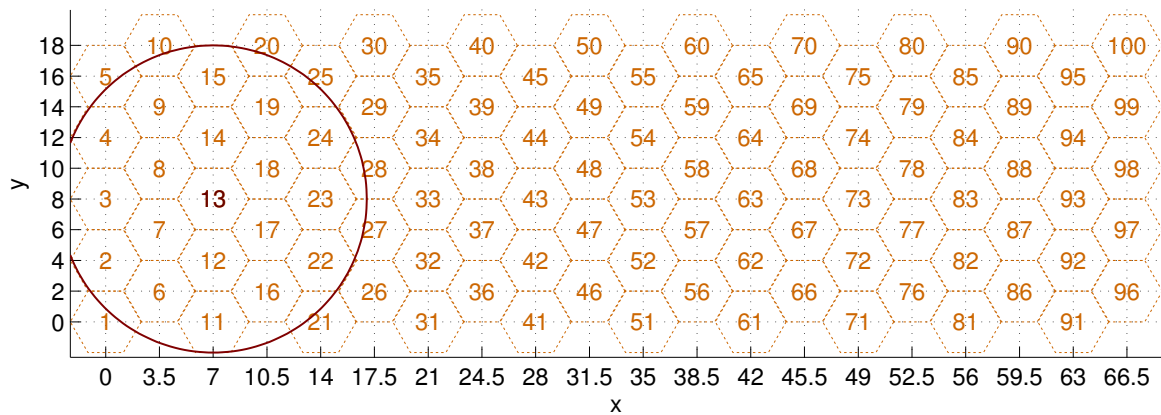 18 10 20 30 40 50 60 70 80 90 100
16 5 15 25 35 45 55 65 75 85 95
14 9 19 29 39 49 59 69 79 89 99
12 4 14 24 34 44 54 64 74 84 94
10 8 18 28 38 48 58 68 78 88 98
y
8 3 13 23 33 43 53 63 73 83 93
6 7 17 27 37 47 57 67 77 87 97
4 2 12 22 32 42 52 62 72 82 92
2 6 16 26 36 46 56 66 76 86 96
0 1 11 21 31 41 51 61 71 81 91
0 3.5 7 10.5 14 17.5 21 24.5 28 31.5 35 38.5 42 45.5 49 52.5 56 59.5 63 66.5
x